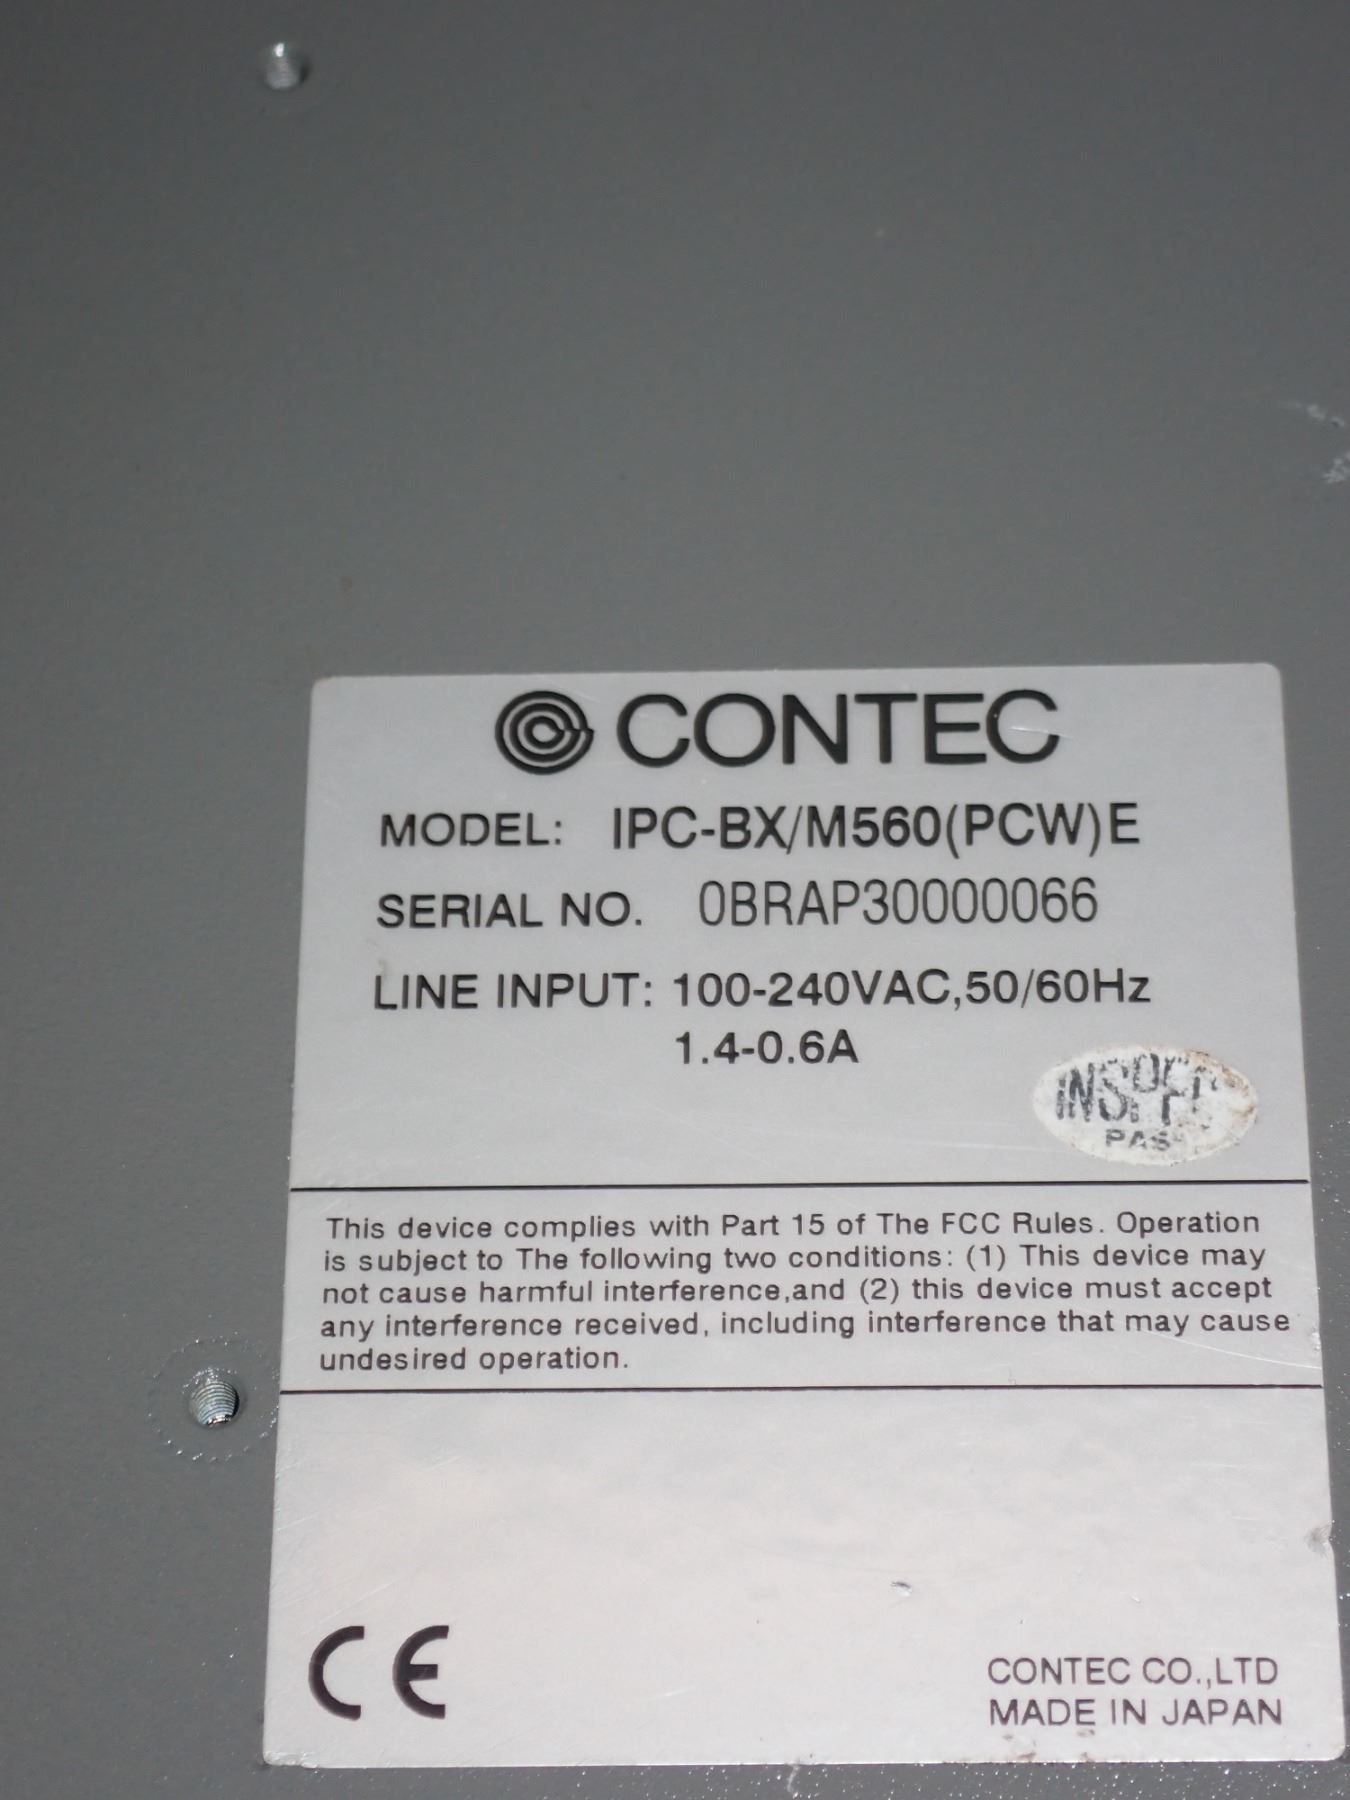 CONTEC
MODEL: IPC-BX/M560(PCW)E
SERIAL NO. 0BRAP30000066
LINE INPUT: 100-240VAC,50/60Hz
1.4-0.6A
This device complies with Part 15 of The FCC Rules. Operation
is subject to The following two conditions: (1) This device may
not cause harmful interference,and (2) this device must accept
any interference received, including interference that may cause
undesired operation.
CE
CONTEC CO.,LTD
MADE IN JAPAN